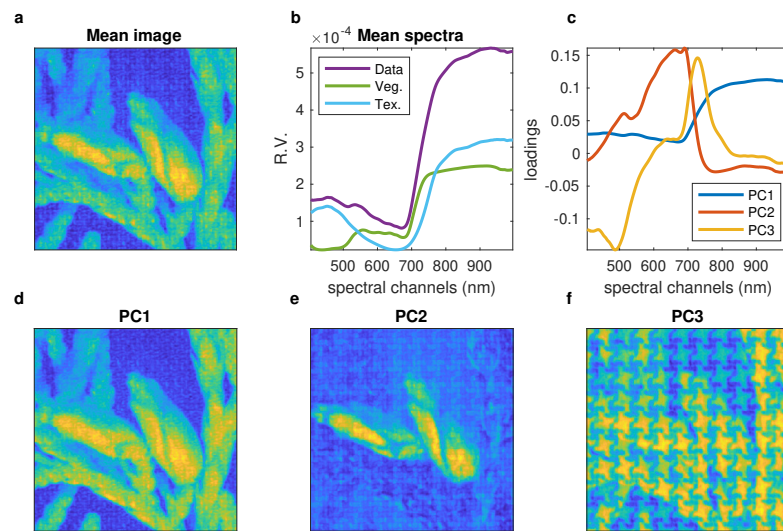 a
Mean image
b
×10⁻⁴ Mean spectra
R.V.
5
4
3
2
1
Data
Veg.
Tex.
500 600 700 800 900
spectral channels (nm)
c
loadings
0.15
0.1
0.05
0
-0.05
-0.1
PC1
PC2
PC3
500 600 700 800 900
spectral channels (nm)
d
PC1
e
PC2
f
PC3